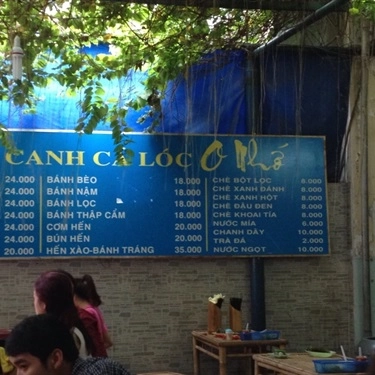 CANH CÁ LÓC O Nhớ
24.000 BÁNH BÈO 18.000 CHÈ BỘT LỌC 8.000
24.000 BÁNH NẬM 18.000 CHÈ XANH ĐÁNH 8.000
24.000 BÁNH LỌC 18.000 CHÈ XANH HỘT 8.000
24.000 BÁNH THẬP CẨM 18.000 CHÈ ĐẬU ĐEN 8.000
24.000 CƠM HẾN 20.000 CHÈ KHOAI TÍA 8.000
24.000 BÚN HẾN 20.000 NƯỚC MÍA 6.000
20.000 HẾN XÀO-BÁNH TRÁNG 35.000 CHANH DÂY 10.000
TRÀ ĐÁ 2.000
NƯỚC NGỌT 10.000